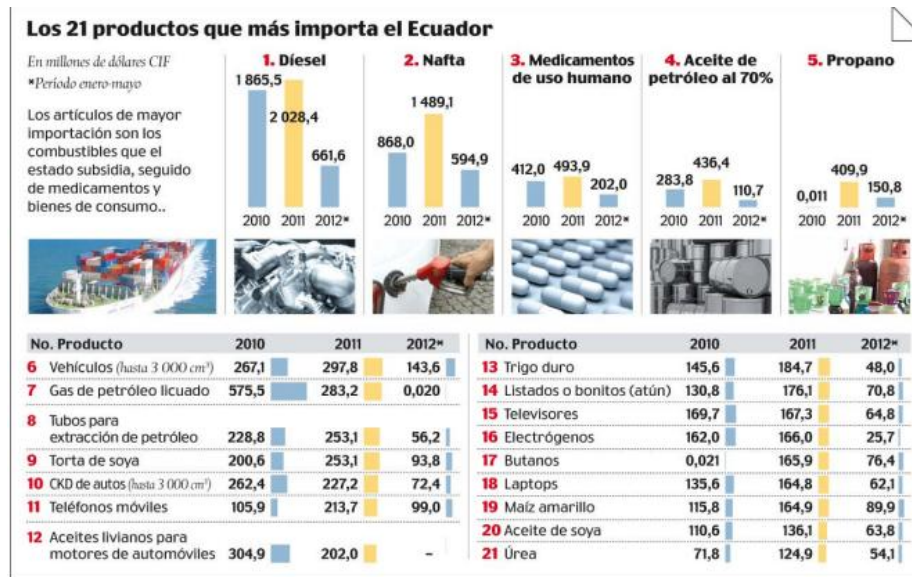 Los 21 productos que más importa el Ecuador
En millones de dólares CIF
*Período enero-mayo
Los artículos de mayor
importación son los
combustibles que el
estado subsidia, seguido
de medicamentos y
bienes de consumo..
1. Díesel
1 865,5
2 028,4
661,6
2010 2011 2012*
2. Nafta
868,0
1 489,1
594,9
2010 2011 2012*
3. Medicamentos
de uso humano
412,0 493,9 202,0
2010 2011 2012*
4. Aceite de
petróleo al 70%
283,8
436,4
110,7
2010 2011 2012*
5. Propano
0,011
409,9
150,8
2010 2011 2012*
No. Producto 2010 2011 2012*
6 Vehículos (hasta 3 000 cm³) 267,1 297,8 143,6
7 Gas de petróleo licuado 575,5 283,2 0,020
8 Tubos para
extracción de petróleo 228,8 253,1 56,2
9 Torta de soya 200,6 253,1 93,8
10 CKD de autos (hasta 3 000 cm³) 262,4 227,2 72,4
11 Teléfonos móviles 105,9 213,7 99,0
12 Aceites livianos para
motores de automóviles 304,9 202,0 –
No. Producto 2010 2011 2012*
13 Trigo duro 145,6 184,7 48,0
14 Listados o bonitos (atún) 130,8 176,1 70,8
15 Televisores 169,7 167,3 64,8
16 Electrógenos 162,0 166,0 25,7
17 Butanos 0,021 165,9 76,4
18 Laptops 135,6 164,8 62,1
19 Maíz amarillo 115,8 164,9 89,9
20 Aceite de soya 110,6 136,1 63,8
21 Úrea 71,8 124,9 54,1